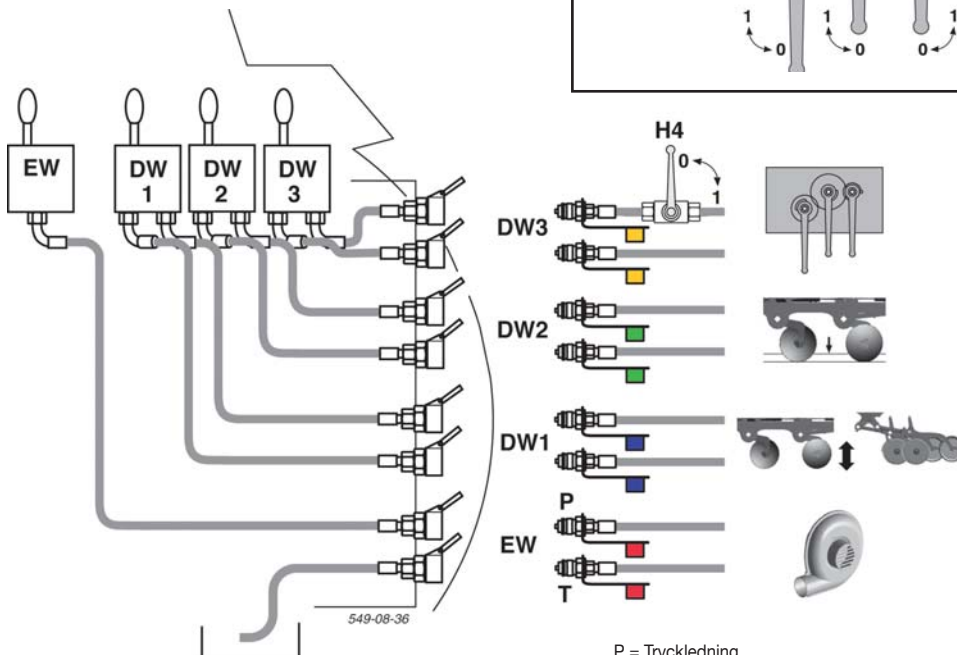 1 1 1
0 0 0
H4
0
1
EW
DW 1
DW 2
DW 3
DW3
DW2
DW1
P
EW
T
549-08-36
P = Tryckledning